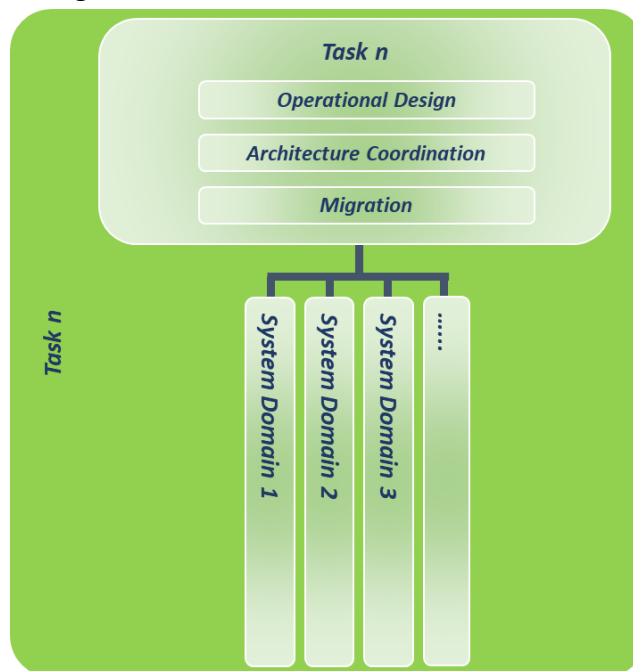 Task n
Operational Design
Architecture Coordination
Migration
Task n
System Domain 1
System Domain 2
System Domain 3
......